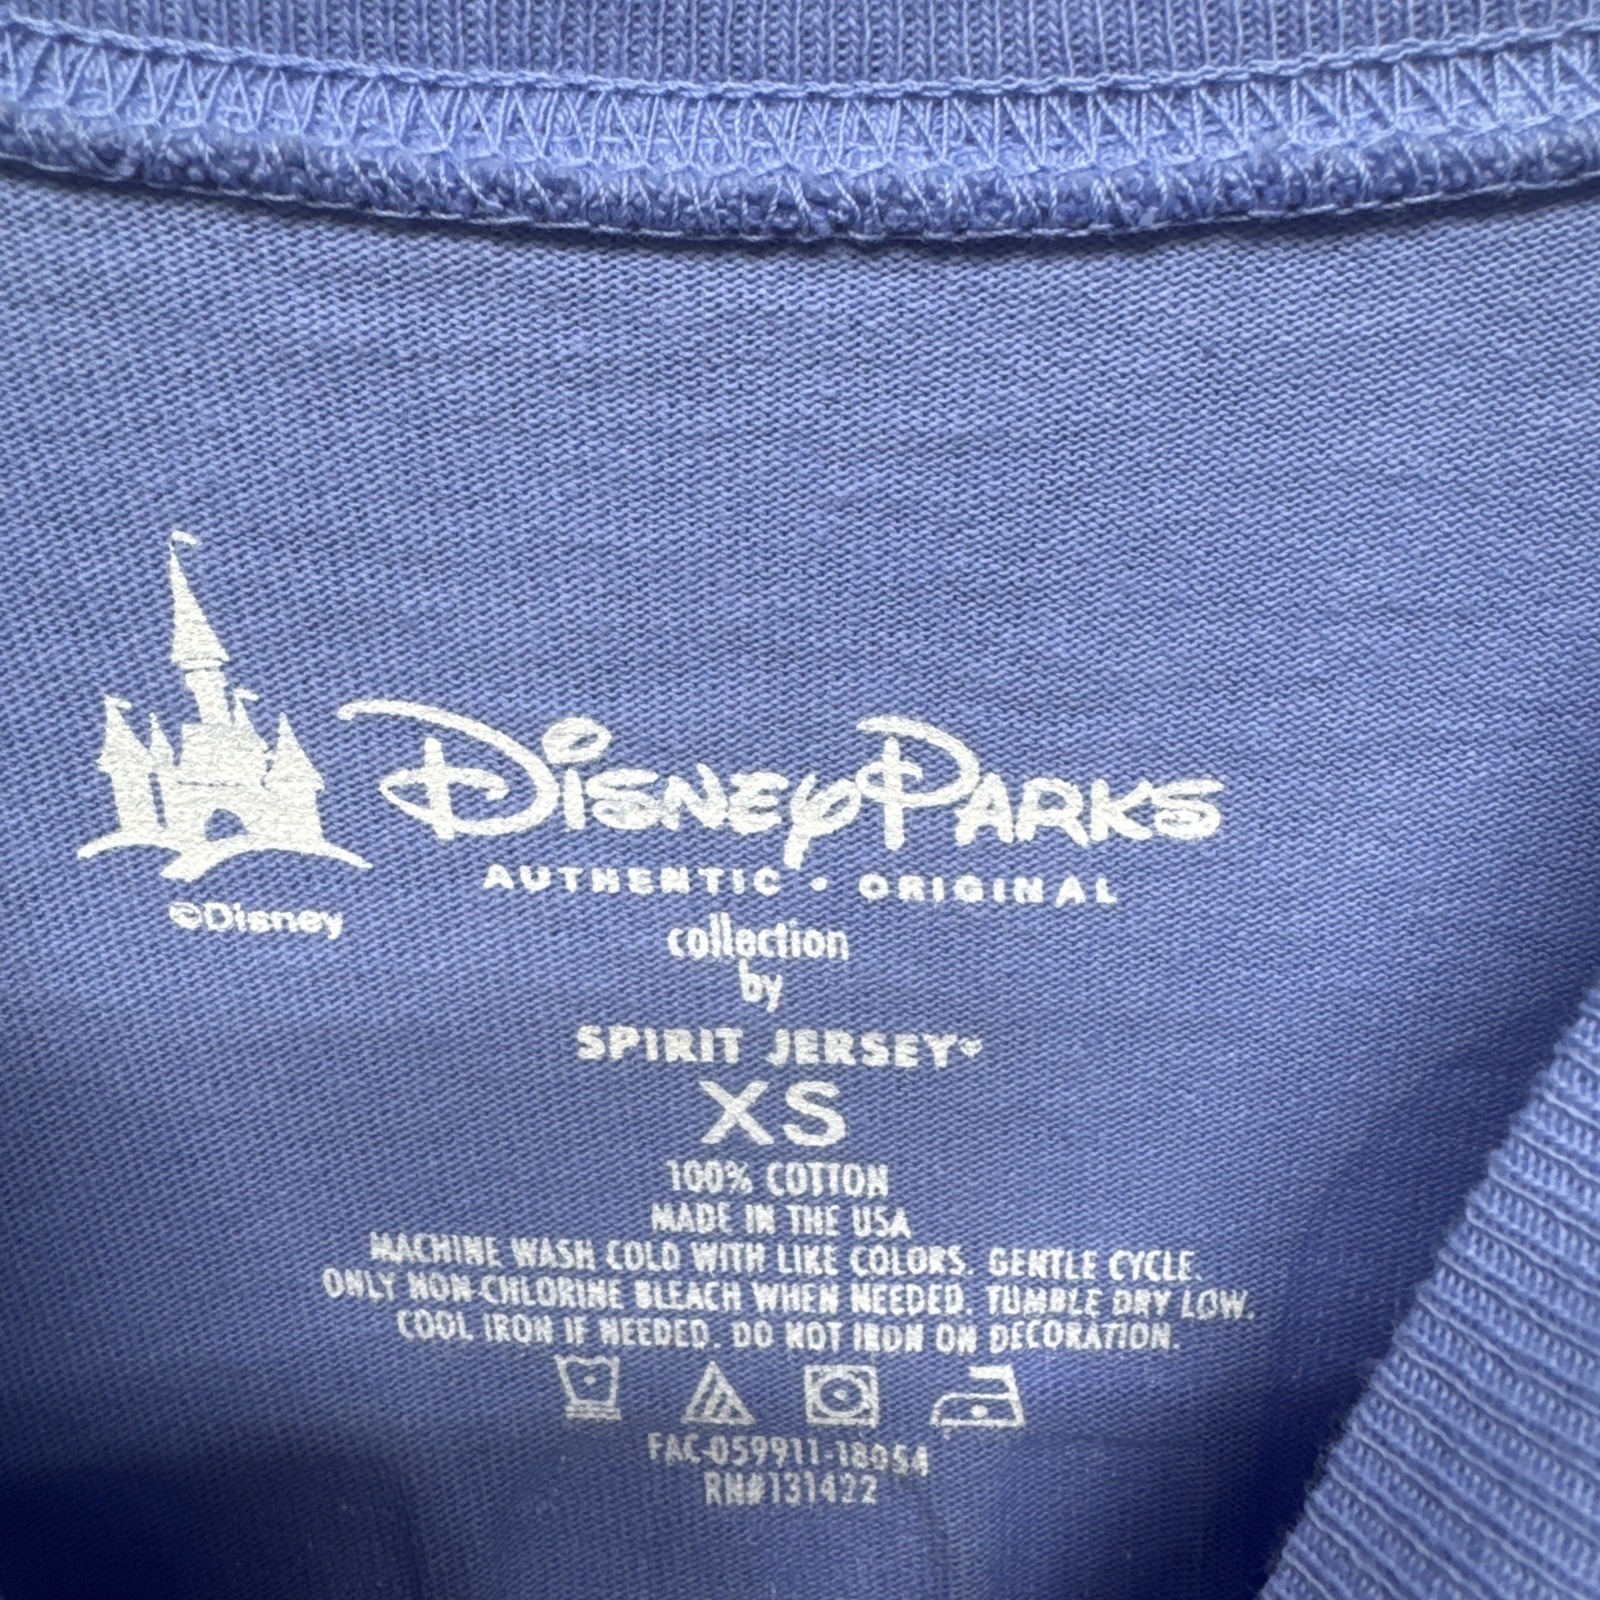 DISNEY PARKS
AUTHENTIC • ORIGINAL
©Disney
collection
by
SPIRIT JERSEY
XS
100% COTTON
MADE IN THE USA
MACHINE WASH COLD WITH LIKE COLORS. GENTLE CYCLE.
ONLY NON-CHLORINE BLEACH WHEN NEEDED. TUMBLE DRY LOW.
COOL IRON IF NEEDED. DO NOT IRON ON DECORATION.
FAC-059911-18054
RN#131422